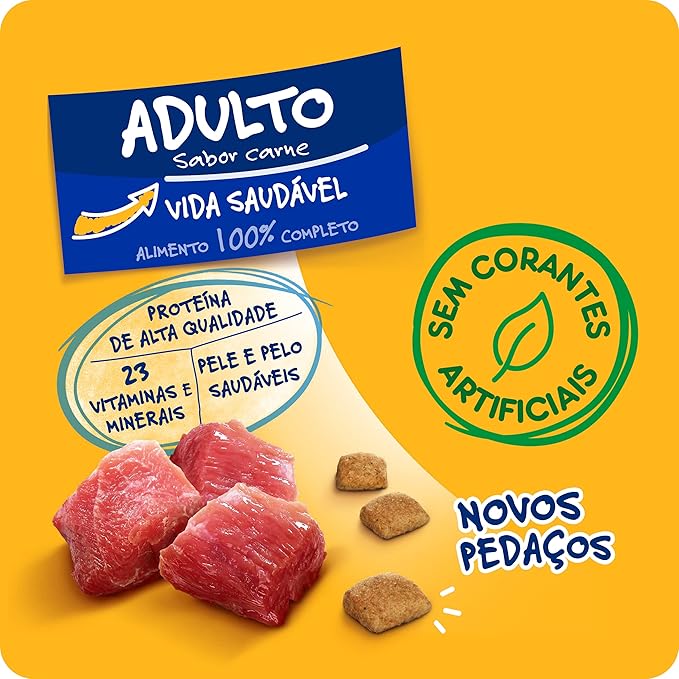 ADULTO
Sabor carne
VIDA SAUDÁVEL
ALIMENTO 100% COMPLETO
PROTEÍNA
DE ALTA QUALIDADE
23
VITAMINAS E
MINERAIS
PELE E PELO
SAUDÁVEIS
SEM CORANTES
ARTIFICIAIS
NOVOS
PEDAÇOS